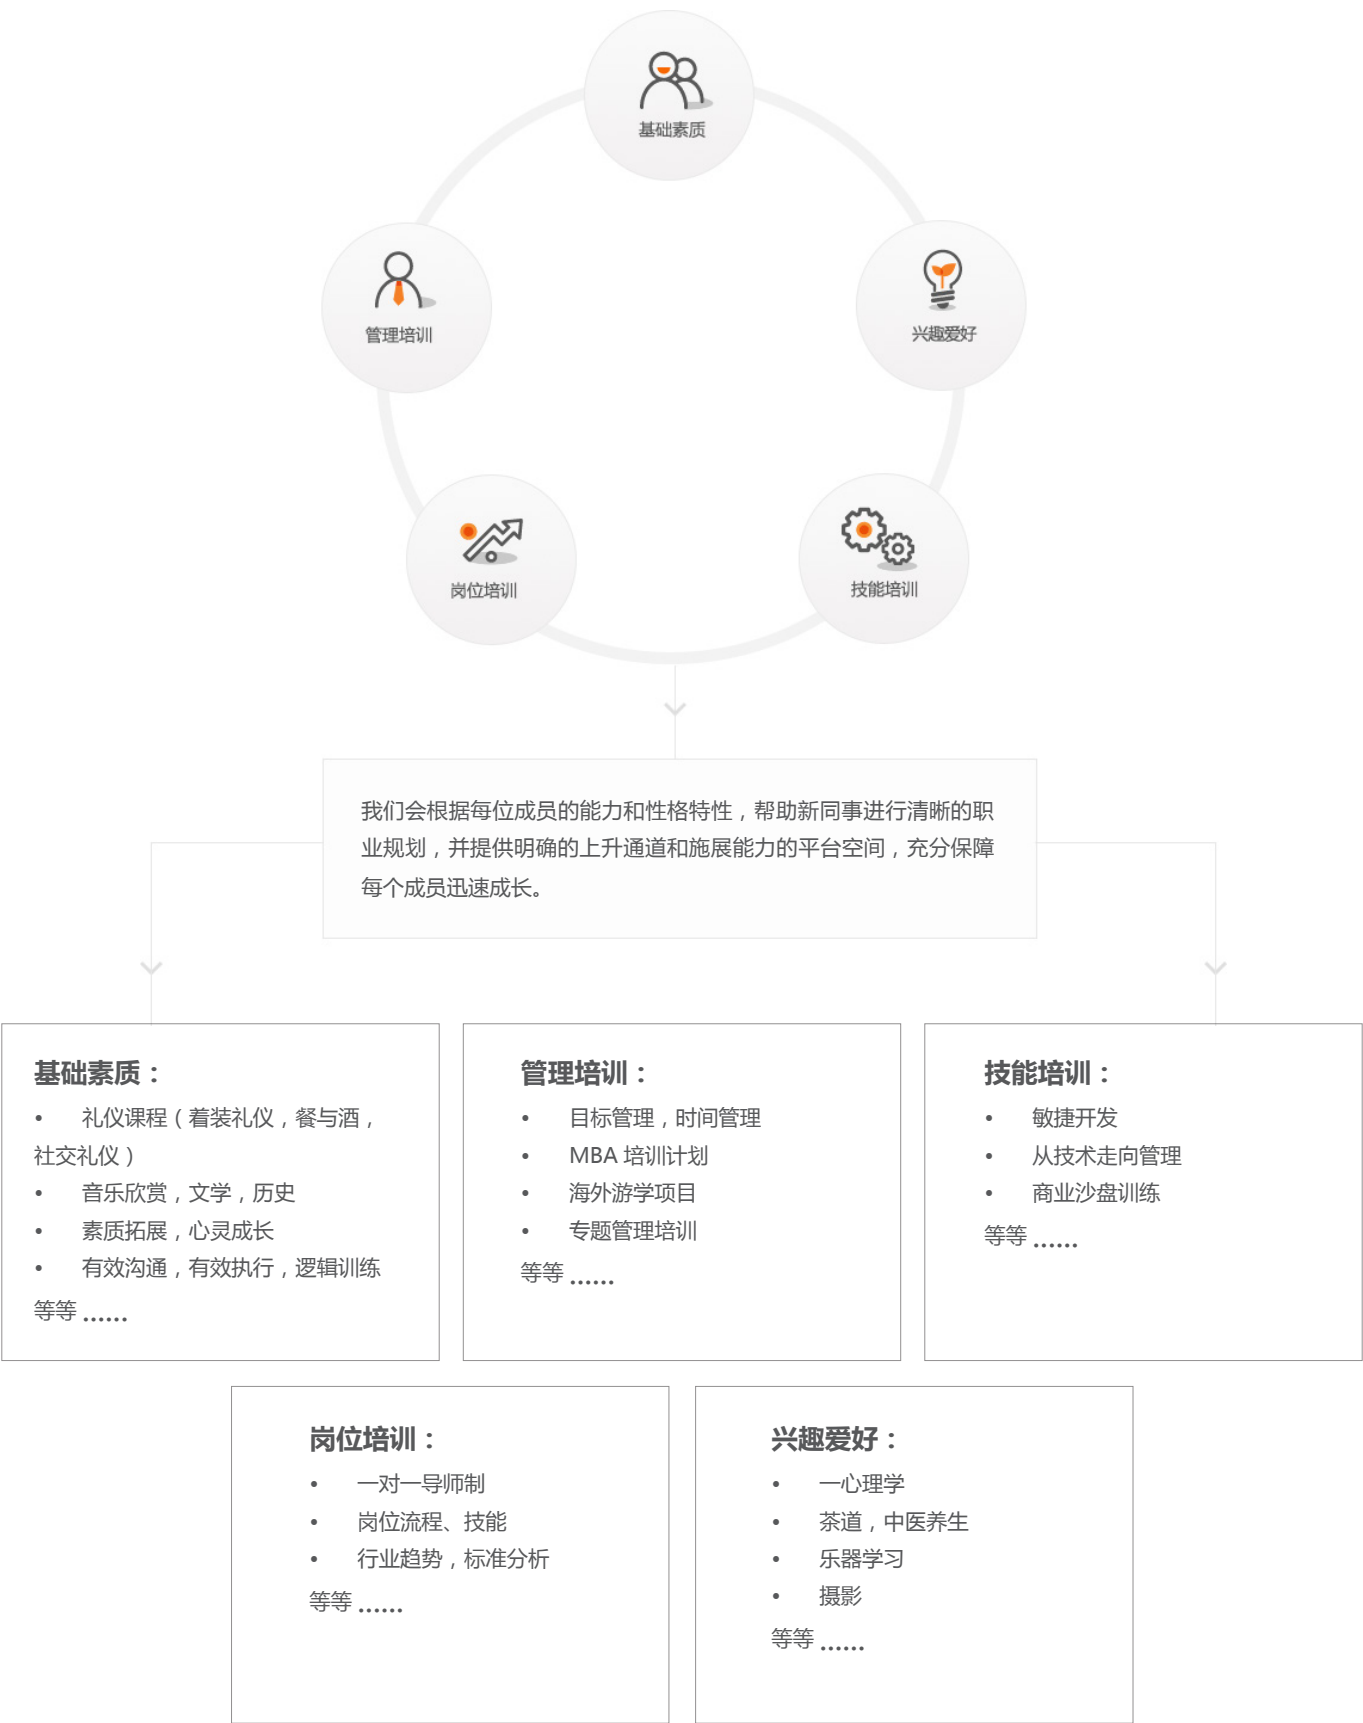 基础素质
管理培训
兴趣爱好
岗位培训
技能培训
我们会根据每位成员的能力和性格特性，帮助新同事进行清晰的职
业规划，并提供明确的上升通道和施展能力的平台空间，充分保障
每个成员迅速成长。
基础素质：
• 礼仪课程（着装礼仪，餐与酒，
社交礼仪）
• 音乐欣赏，文学，历史
• 素质拓展，心灵成长
• 有效沟通，有效执行，逻辑训练
等等 ......
管理培训：
• 目标管理，时间管理
• MBA 培训计划
• 海外游学项目
• 专题管理培训
等等 ......
技能培训：
• 敏捷开发
• 从技术走向管理
• 商业沙盘训练
等等 ......
岗位培训：
• 一对一导师制
• 岗位流程、技能
• 行业趋势，标准分析
等等 ......
兴趣爱好：
• 一心理学
• 茶道，中医养生
• 乐器学习
• 摄影
等等 ......